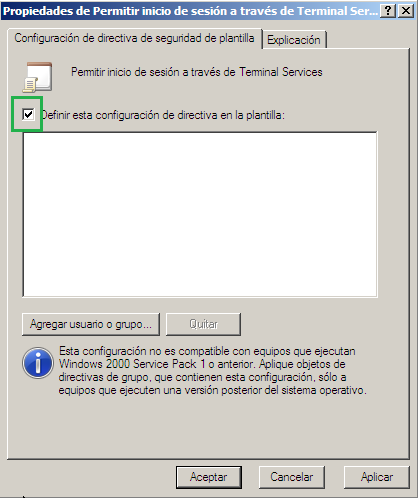 Propiedades de Permitir inicio de sesión a través de Terminal Ser...
Configuración de directiva de seguridad de plantilla
Explicación
Permitir inicio de sesión a través de Terminal Services
Definir esta configuración de directiva en la plantilla:
Agregar usuario o grupo...
Quitar
Esta configuración no es compatible con equipos que ejecutan
Windows 2000 Service Pack 1 o anterior. Aplique objetos de
directivas de grupo, que contienen esta configuración, sólo a
equipos que ejecuten una versión posterior del sistema operativo.
Aceptar
Cancelar
Aplicar